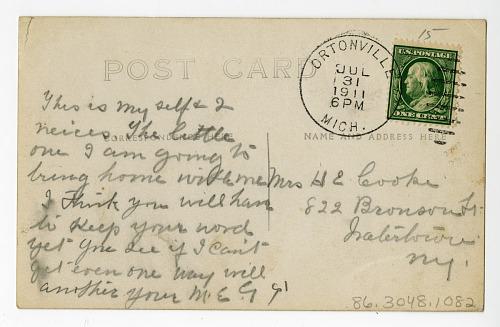 15
U.S. POSTAGE
ONE CENT
ORTONVILLE
JUL
31
1911
6PM
MICH.
POST CARD
CORRESPONDENCE HERE
NAME AND ADDRESS HERE
This is my self & 2
neices The little
one I am going to
bring home with me
I think you will have
to keep your word
yet you see if I can't
get even one way will
another your M.E.G
Mrs H E Cooke
822 Bronson St.
Watertown
N.Y.
86.3048.1082